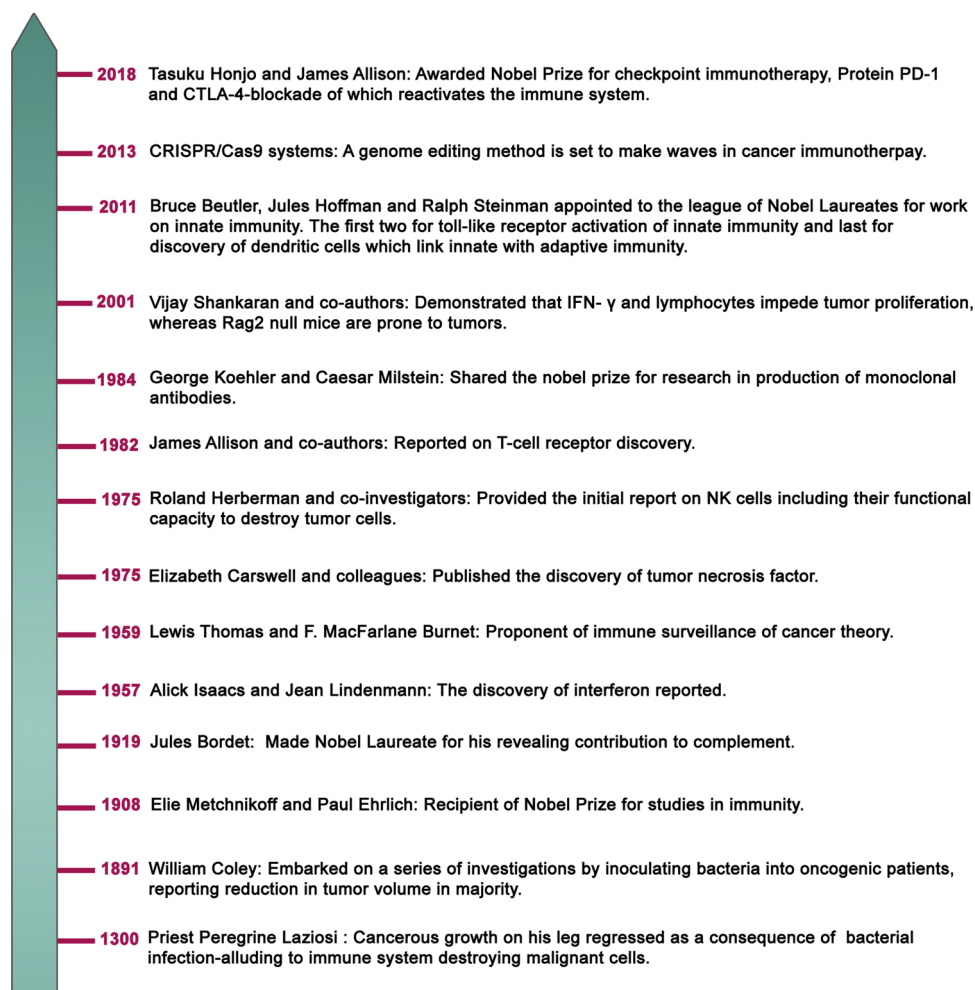 2018 Tasuku Honjo and James Allison: Awarded Nobel Prize for checkpoint immunotherapy, Protein PD-1
and CTLA-4-blockade of which reactivates the immune system.
2013 CRISPR/Cas9 systems: A genome editing method is set to make waves in cancer immunotherpay.
2011 Bruce Beutler, Jules Hoffman and Ralph Steinman appointed to the league of Nobel Laureates for work
on innate immunity. The first two for toll-like receptor activation of innate immunity and last for
discovery of dendritic cells which link innate with adaptive immunity.
2001 Vijay Shankaran and co-authors: Demonstrated that IFN- γ and lymphocytes impede tumor proliferation,
whereas Rag2 null mice are prone to tumors.
1984 George Koehler and Caesar Milstein: Shared the nobel prize for research in production of monoclonal
antibodies.
1982 James Allison and co-authors: Reported on T-cell receptor discovery.
1975 Roland Herberman and co-investigators: Provided the initial report on NK cells including their functional
capacity to destroy tumor cells.
1975 Elizabeth Carswell and colleagues: Published the discovery of tumor necrosis factor.
1959 Lewis Thomas and F. MacFarlane Burnet: Proponent of immune surveillance of cancer theory.
1957 Alick Isaacs and Jean Lindenmann: The discovery of interferon reported.
1919 Jules Bordet: Made Nobel Laureate for his revealing contribution to complement.
1908 Elie Metchnikoff and Paul Ehrlich: Recipient of Nobel Prize for studies in immunity.
1891 William Coley: Embarked on a series of investigations by inoculating bacteria into oncogenic patients,
reporting reduction in tumor volume in majority.
1300 Priest Peregrine Laziosi : Cancerous growth on his leg regressed as a consequence of bacterial
infection-alluding to immune system destroying malignant cells.